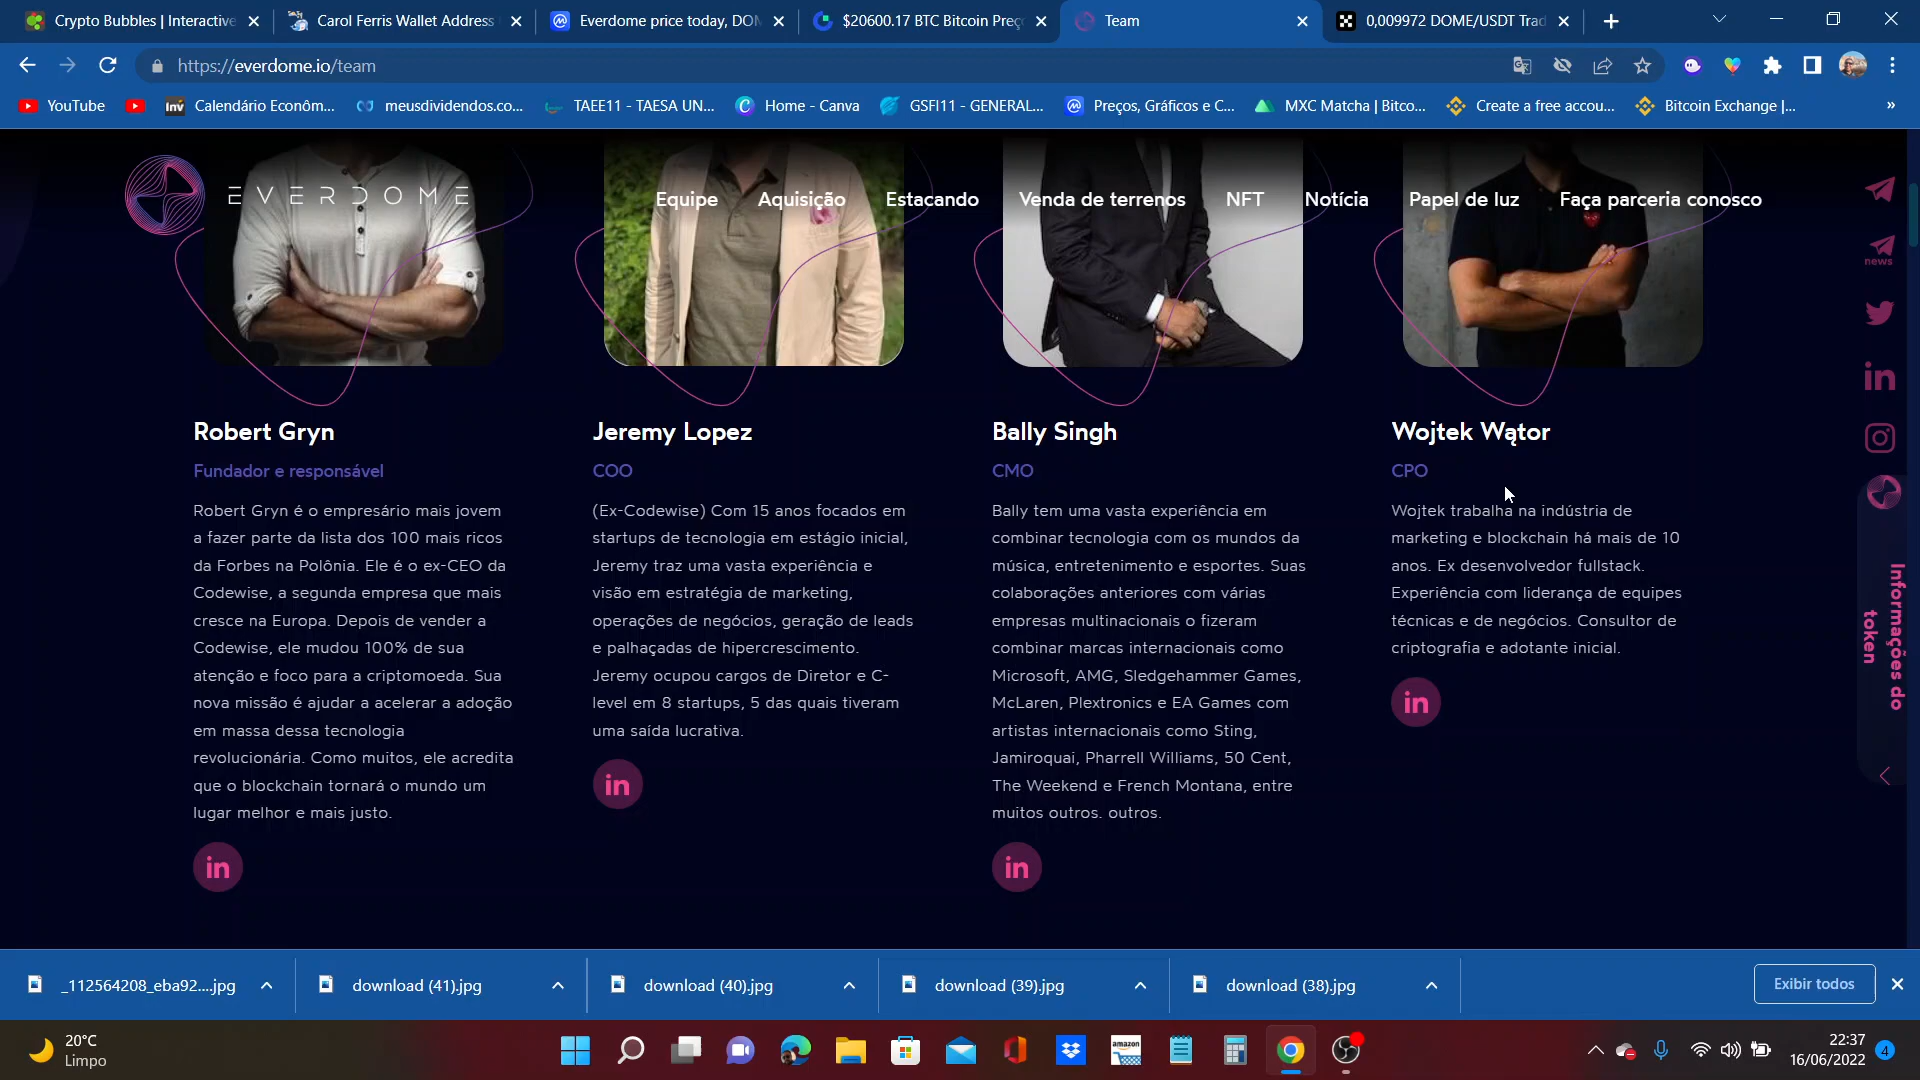 Crypto Bubbles | Interactive
Carol Ferris Wallet Address
Everdome price today, DOM
$20600.17 BTC Bitcoin Preço
Team
0,009972 DOME/USDT Trad
https://everdome.io/team
YouTube
Inv
Calendário Econôm...
meusdividendos.co...
TAEE11 - TAESA UN...
Home - Canva
GSFI11 - GENERAL...
Preços, Gráficos e C...
MXC Matcha | Bitco...
Create a free accou...
Bitcoin Exchange |...
»
EVERDOME
Equipe
Aquisição
Estacando
Venda de terrenos
NFT
Notícia
Papel de luz
Faça parceria conosco
news
in
Robert Gryn
Fundador e responsável
Robert Gryn é o empresário mais jovem
a fazer parte da lista dos 100 mais ricos
da Forbes na Polônia. Ele é o ex-CEO da
Codewise, a segunda empresa que mais
cresce na Europa. Depois de vender a
Codewise, ele mudou 100% de sua
atenção e foco para a criptomoeda. Sua
nova missão é ajudar a acelerar a adoção
em massa dessa tecnologia
revolucionária. Como muitos, ele acredita
que o blockchain tornará o mundo um
lugar melhor e mais justo.
in
Jeremy Lopez
COO
(Ex-Codewise) Com 15 anos focados em
startups de tecnologia em estágio inicial,
Jeremy traz uma vasta experiência e
visão em estratégia de marketing,
operações de negócios, geração de leads
e palhaçadas de hipercrescimento.
Jeremy ocupou cargos de Diretor e C-
level em 8 startups, 5 das quais tiveram
uma saída lucrativa.
in
Bally Singh
CMO
Bally tem uma vasta experiência em
combinar tecnologia com os mundos da
música, entretenimento e esportes. Suas
colaborações anteriores com várias
empresas multinacionais o fizeram
combinar marcas internacionais como
Microsoft, AMG, Sledgehammer Games,
McLaren, Plextronics e EA Games com
artistas internacionais como Sting,
Jamiroquai, Pharrell Williams, 50 Cent,
The Weekend e French Montana, entre
muitos outros. outros.
in
Wojtek Wątor
CPO
Wojtek trabalha na indústria de
marketing e blockchain há mais de 10
anos. Ex desenvolvedor fullstack.
Experiência com liderança de equipes
técnicas e de negócios. Consultor de
criptografia e adotante inicial.
in
Informações do
token
_112564208_eba92....jpg
download (41).jpg
download (40).jpg
download (39).jpg
download (38).jpg
Exibir todos
20°C
Limpo
amazon
22:37
16/06/2022
4